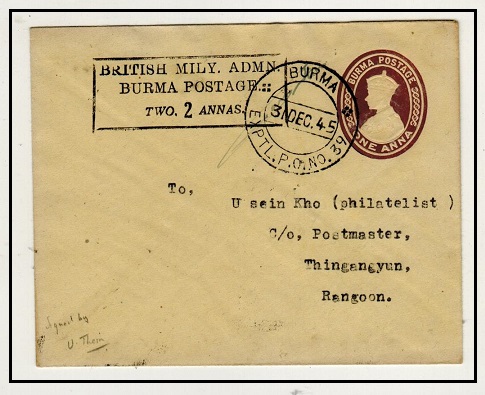 BRITISH MILY. ADMN.
BURMA POSTAGE.::
TWO. 2 ANNAS.
BURMA
31 DEC. 45
EXPTL. P.O. NO. 39
BURMA POSTAGE
ONE ANNA
To,
U sein Kho (philatelist )
C/o, Postmaster,
Thingangyun,
Rangoon.
Signed by
U Thein